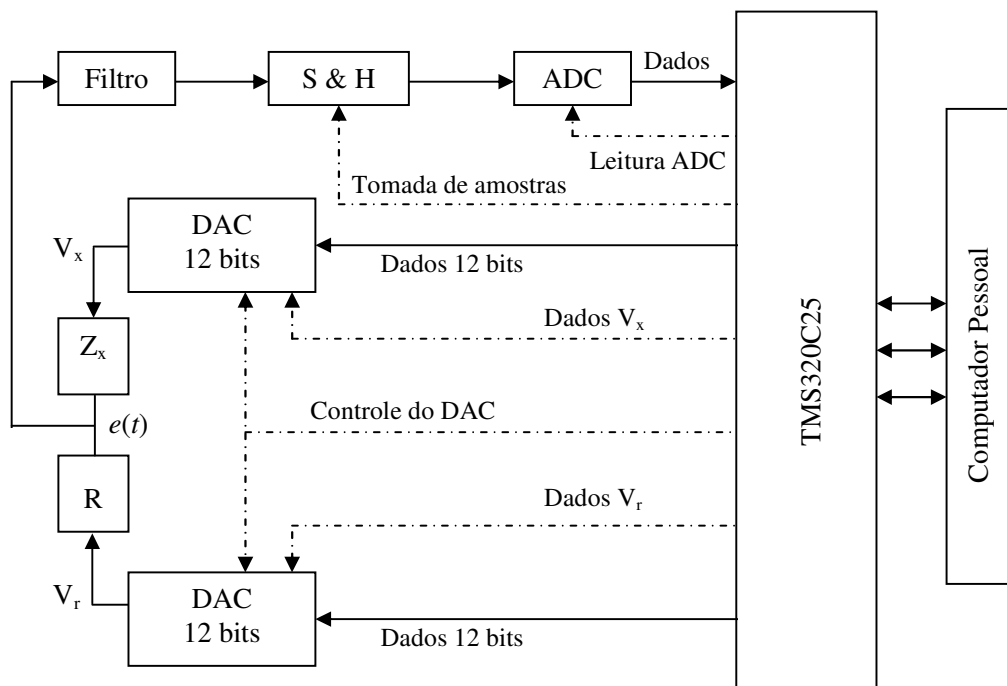 Filtro
S & H
ADC
Dados
Leitura ADC
Tomada de amostras
DAC
12 bits
Vx
Dados 12 bits
Zx
Dados Vx
e(t)
Controle do DAC
R
Dados Vr
Vr
DAC
12 bits
Dados 12 bits
TMS320C25
Computador Pessoal